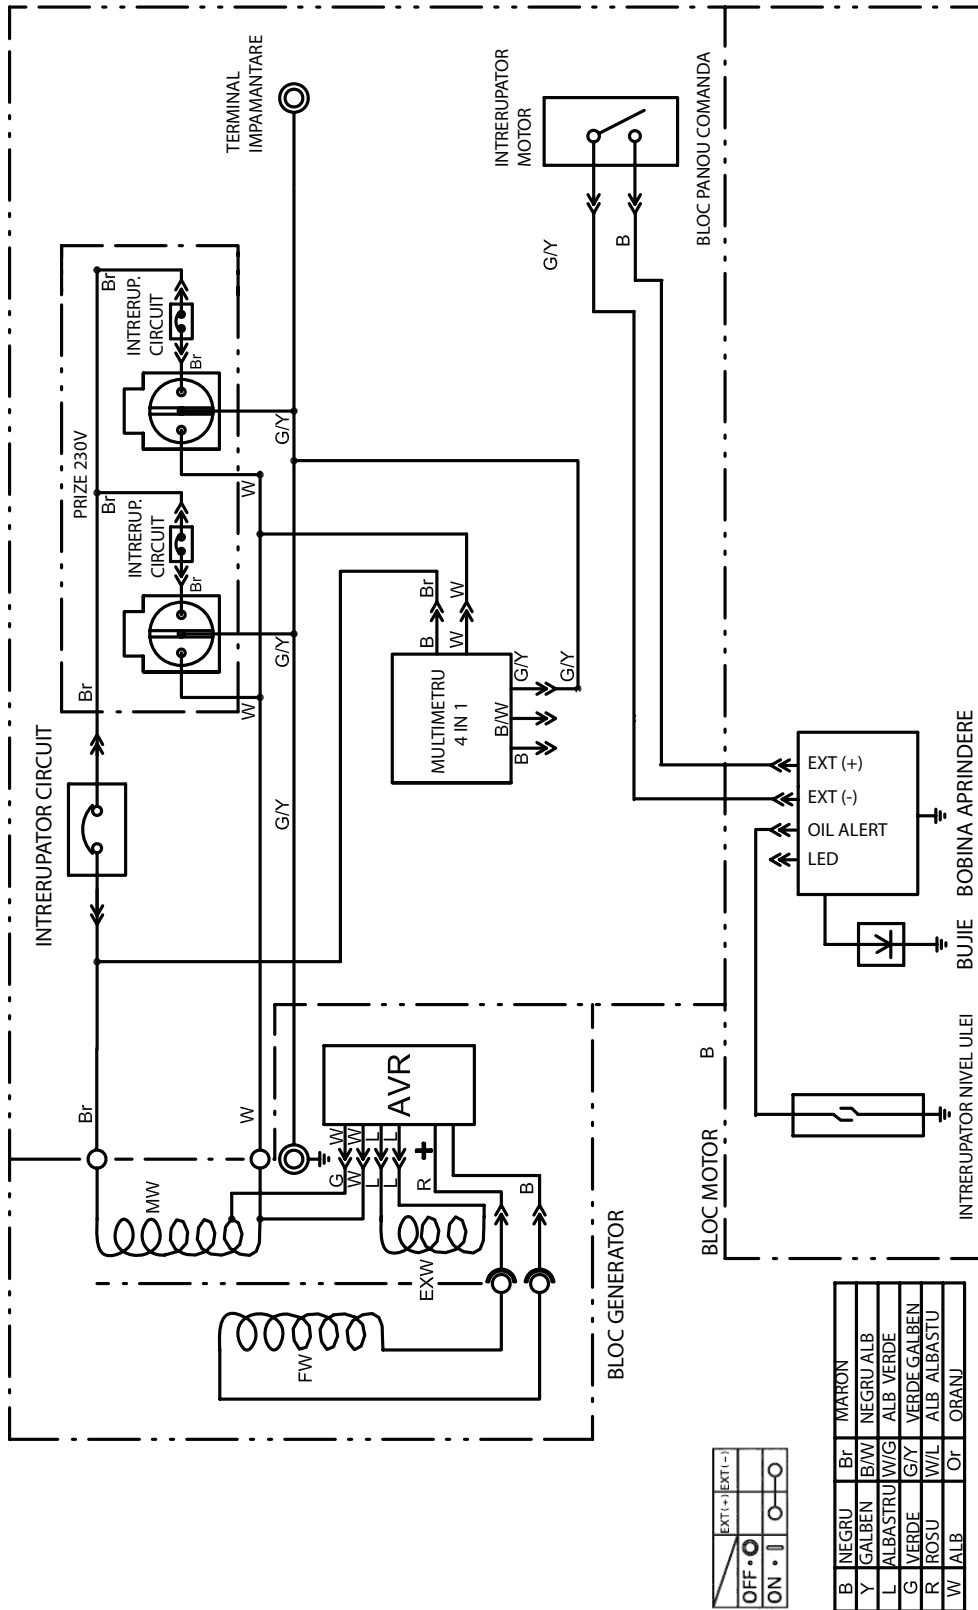 TERMINAL
IMPAMANTARE
INTRERUPATOR
MOTOR
G/Y
B
BLOC PANOU COMANDA
PRIZE 230V
Br
INTRERUP.
CIRCUIT
Br
G/Y
W
Br
INTRERUP.
CIRCUIT
Br
G/Y
W
Br
INTRERUPATOR CIRCUIT
G/Y
MULTIMETRU
4 IN 1
B
Br
W
W
G/Y
G/Y
B/W
B
EXT (+)
EXT (-)
OIL ALERT
LED
BOBINA APRINDERE
BUJIE
INTRERUPATOR NIVEL ULEI
B
BLOC MOTOR
Br
W
MW
AVR
W
W
L
L
+
G
W
L
L
R
B
EXW
FW
BLOC GENERATOR
EXT(+) EXT(-)
OFF
ON
B NEGRU Br MARON
Y GALBEN B/W NEGRU ALB
L ALBASTRU W/G ALB VERDE
G VERDE G/Y VERDE GALBEN
R ROSU W/L ALB ALBASTU
W ALB Or ORANJ